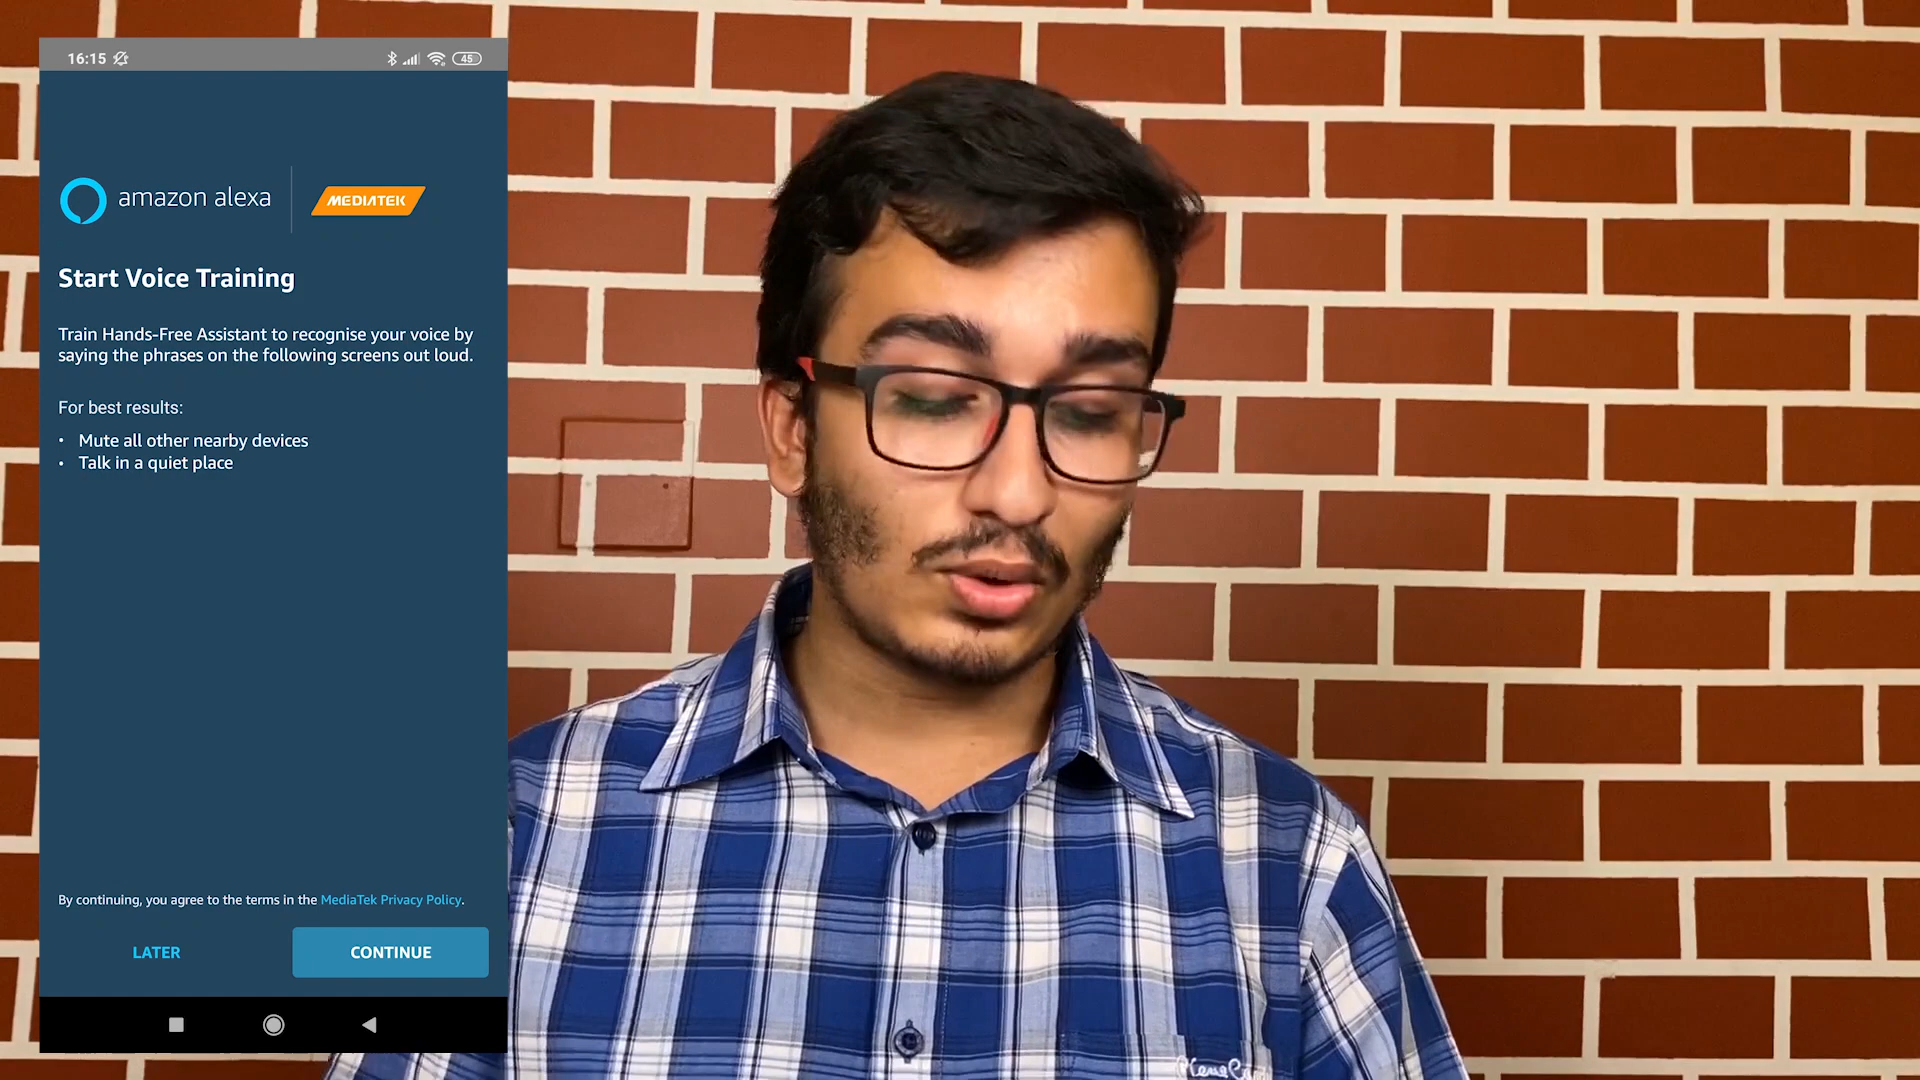 16:15
45
amazon alexa
MEDIATEK
Start Voice Training
Train Hands-Free Assistant to recognise your voice by
saying the phrases on the following screens out loud.
For best results:
• Mute all other nearby devices
• Talk in a quiet place
By continuing, you agree to the terms in the MediaTek Privacy Policy.
LATER
CONTINUE